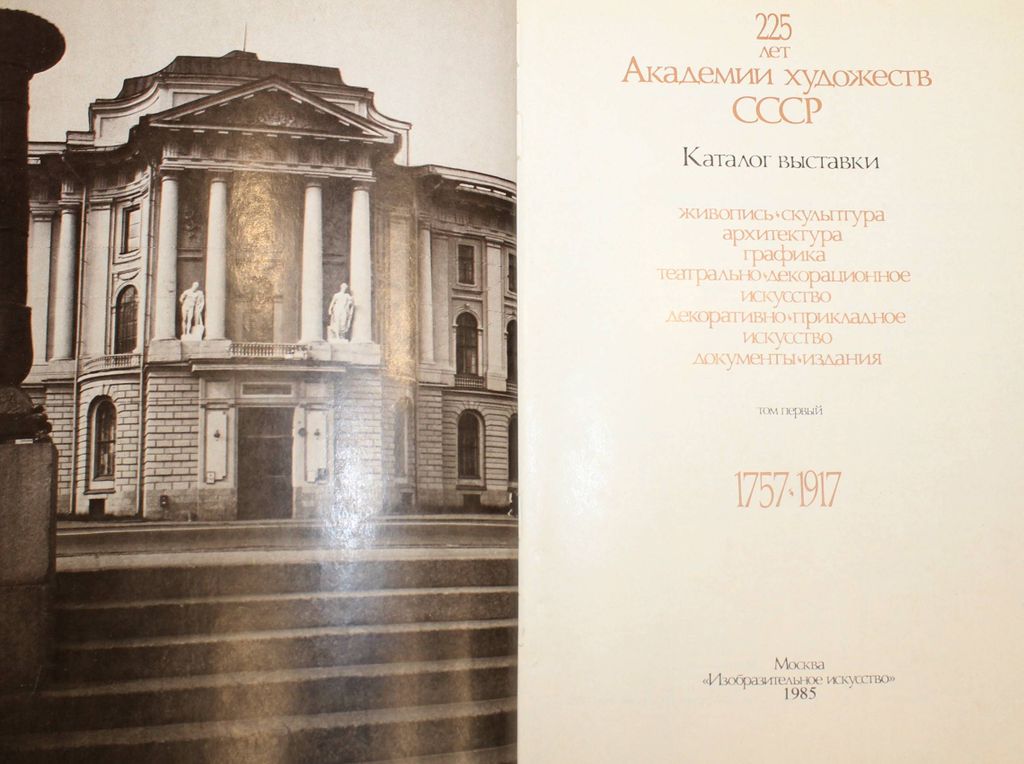 225
лет
Академии художеств
СССР
Каталог выставки
живопись•скульптура
архитектура
графика
театрально•декорационное
искусство
декоративно•прикладное
искусство
документы•издания
том первый
1757•1917
Москва
«Изобразительное искусство»
1985